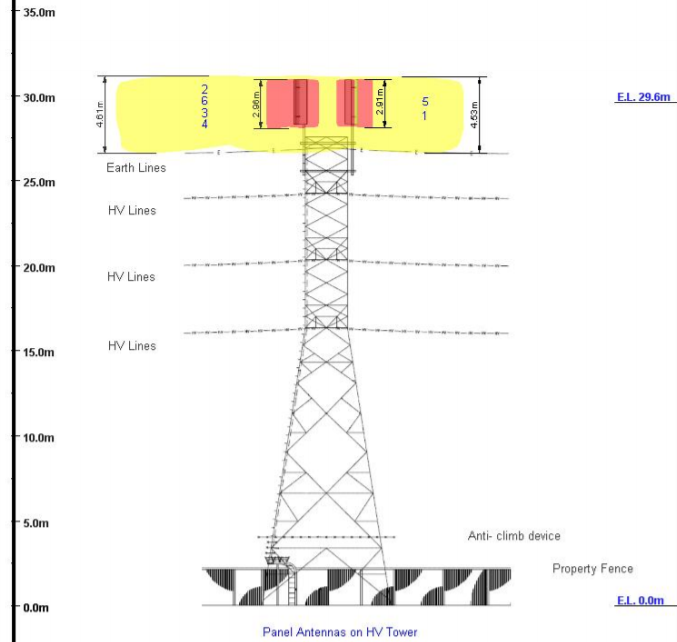 35.0m
30.0m
25.0m
20.0m
15.0m
10.0m
5.0m
0.0m
4.61m
2
6
3
4
2.96m
2.91m
5
1
4.53m
E.L. 29.6m
Earth Lines
HV Lines
HV Lines
HV Lines
Anti- climb device
Property Fence
E.L. 0.0m
Panel Antennas on HV Tower